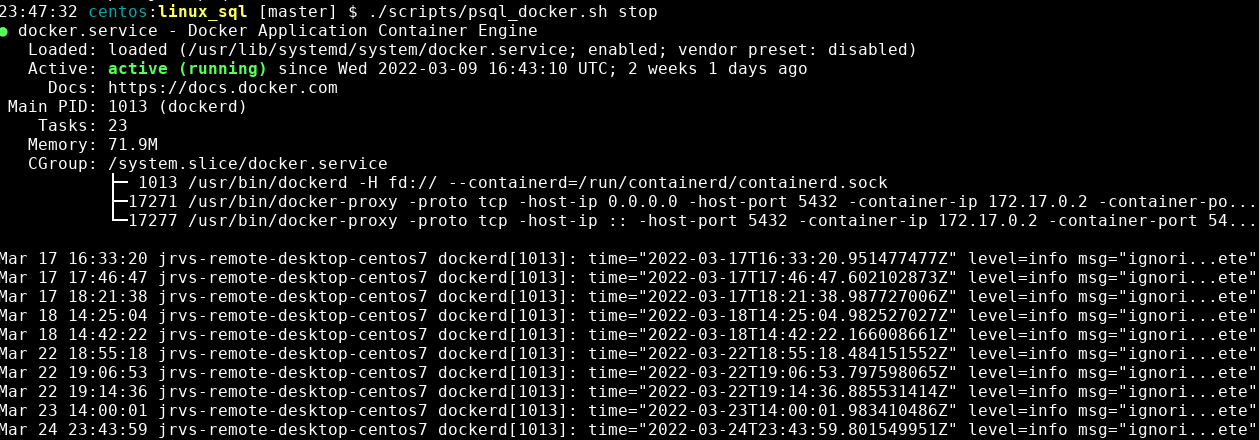 23:47:32 centos:linux_sql [master] $ ./scripts/psql_docker.sh stop
● docker.service - Docker Application Container Engine
   Loaded: loaded (/usr/lib/systemd/system/docker.service; enabled; vendor preset: disabled)
   Active: active (running) since Wed 2022-03-09 16:43:10 UTC; 2 weeks 1 days ago
     Docs: https://docs.docker.com
 Main PID: 1013 (dockerd)
    Tasks: 23
   Memory: 71.9M
   CGroup: /system.slice/docker.service
           ├─ 1013 /usr/bin/dockerd -H fd:// --containerd=/run/containerd/containerd.sock
           ├─17271 /usr/bin/docker-proxy -proto tcp -host-ip 0.0.0.0 -host-port 5432 -container-ip 172.17.0.2 -container-po...
           └─17277 /usr/bin/docker-proxy -proto tcp -host-ip :: -host-port 5432 -container-ip 172.17.0.2 -container-port 54...

Mar 17 16:33:20 jrvs-remote-desktop-centos7 dockerd[1013]: time="2022-03-17T16:33:20.951477477Z" level=info msg="ignori...ete"
Mar 17 17:46:47 jrvs-remote-desktop-centos7 dockerd[1013]: time="2022-03-17T17:46:47.602102873Z" level=info msg="ignori...ete"
Mar 17 18:21:38 jrvs-remote-desktop-centos7 dockerd[1013]: time="2022-03-17T18:21:38.987727006Z" level=info msg="ignori...ete"
Mar 18 14:25:04 jrvs-remote-desktop-centos7 dockerd[1013]: time="2022-03-18T14:25:04.982527027Z" level=info msg="ignori...ete"
Mar 18 14:42:22 jrvs-remote-desktop-centos7 dockerd[1013]: time="2022-03-18T14:42:22.166008661Z" level=info msg="ignori...ete"
Mar 22 18:55:18 jrvs-remote-desktop-centos7 dockerd[1013]: time="2022-03-22T18:55:18.484151552Z" level=info msg="ignori...ete"
Mar 22 19:06:53 jrvs-remote-desktop-centos7 dockerd[1013]: time="2022-03-22T19:06:53.797598065Z" level=info msg="ignori...ete"
Mar 22 19:14:36 jrvs-remote-desktop-centos7 dockerd[1013]: time="2022-03-22T19:14:36.885531414Z" level=info msg="ignori...ete"
Mar 23 14:00:01 jrvs-remote-desktop-centos7 dockerd[1013]: time="2022-03-23T14:00:01.983410486Z" level=info msg="ignori...ete"
Mar 24 23:43:59 jrvs-remote-desktop-centos7 dockerd[1013]: time="2022-03-24T23:43:59.801549951Z" level=info msg="ignori...ete"